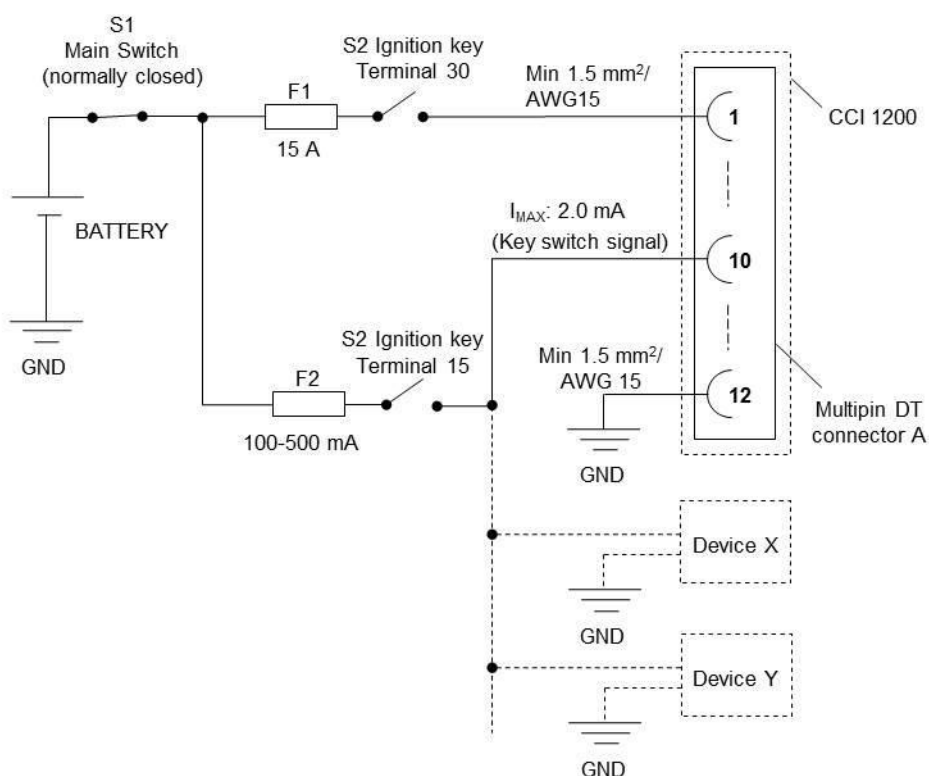 S1
Main Switch
(normally closed)
F1
15 A
S2 Ignition key
Terminal 30
Min 1.5 mm²/
AWG15
1
CCI 1200
BATTERY
GND
I_MAX: 2.0 mA
(Key switch signal)
10
F2
100-500 mA
S2 Ignition key
Terminal 15
Min 1.5 mm²/
AWG 15
12
GND
Multipin DT
connector A
Device X
GND
Device Y
GND